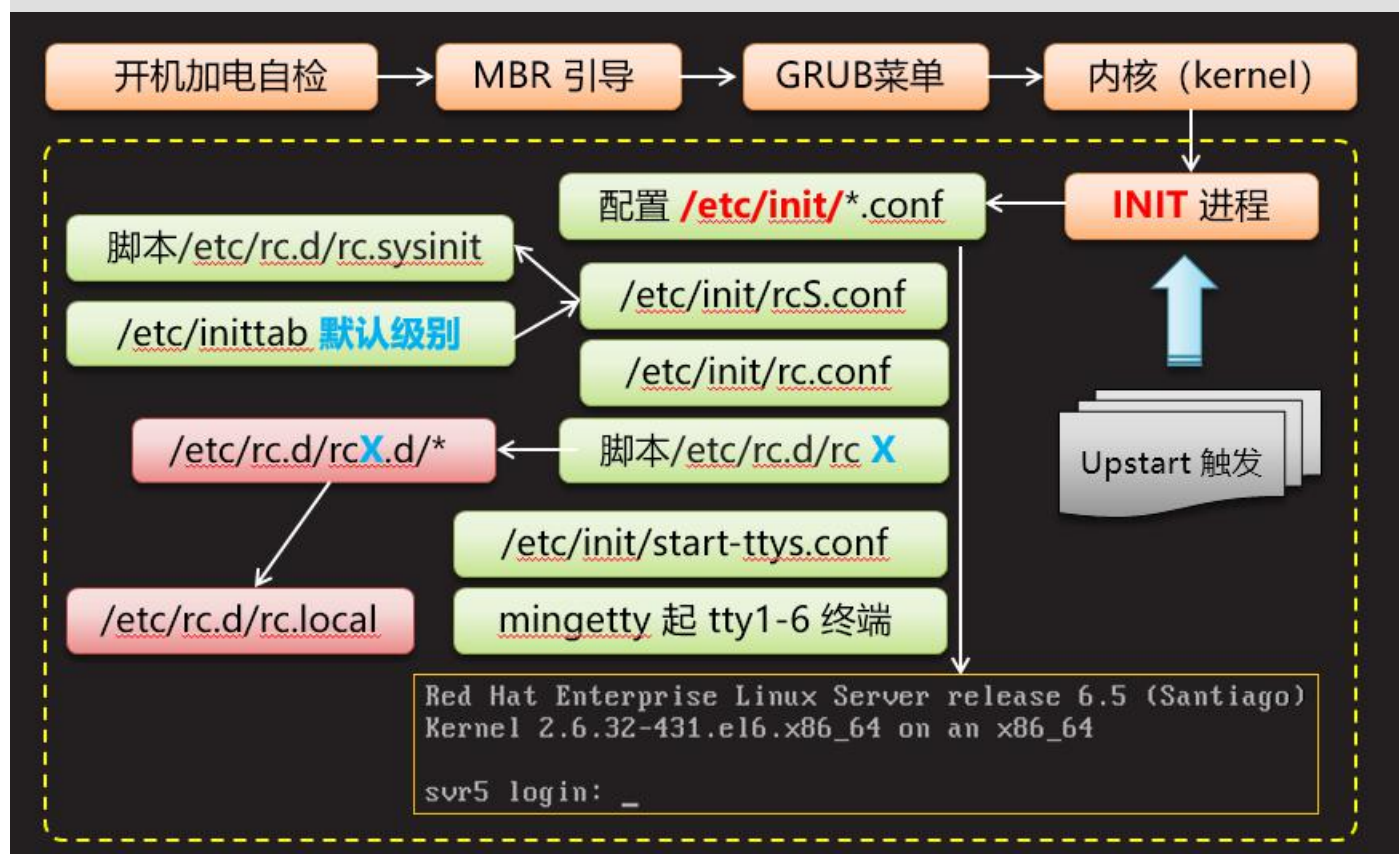 开机加电自检
MBR 引导
GRUB菜单
内核（kernel）
INIT 进程
配置 /etc/init/*.conf
脚本/etc/rc.d/rc.sysinit
/etc/init/rcS.conf
/etc/inittab 默认级别
/etc/init/rc.conf
/etc/rc.d/rcX.d/*
脚本/etc/rc.d/rc X
Upstart 触发
/etc/init/start-ttys.conf
/etc/rc.d/rc.local
mingetty 起 tty1-6 终端
Red Hat Enterprise Linux Server release 6.5 (Santiago)
Kernel 2.6.32-431.el6.x86_64 on an x86_64
svr5 login: _